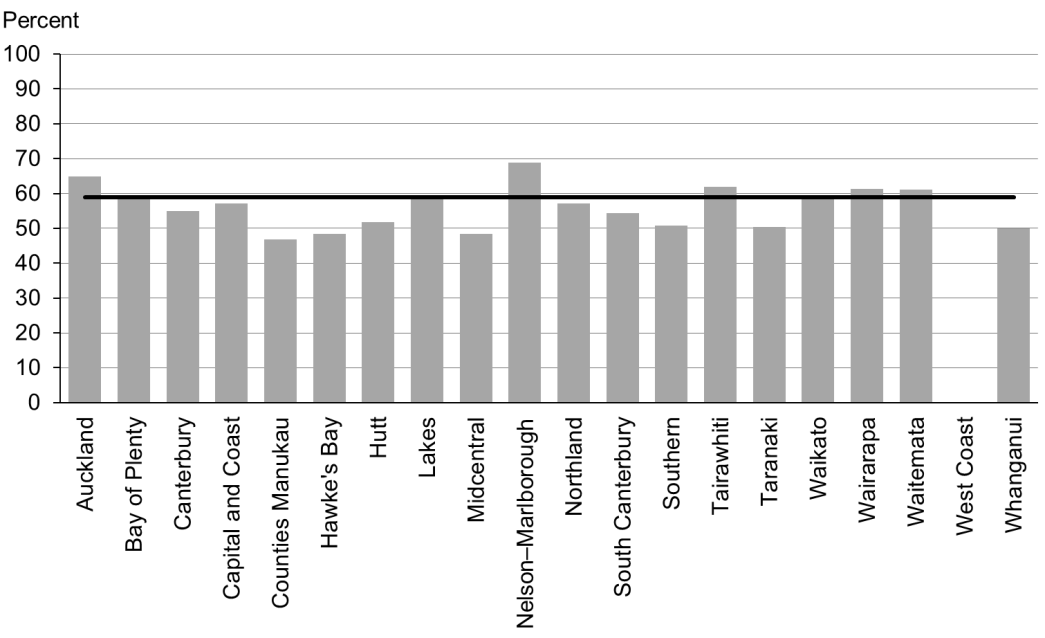 Percent
100
90
80
70
60
50
40
30
20
10
0
Auckland
Bay of Plenty
Canterbury
Capital and Coast
Counties Manukau
Hawke's Bay
Hutt
Lakes
Midcentral
Nelson–Marlborough
Northland
South Canterbury
Southern
Tairawhiti
Taranaki
Waikato
Wairarapa
Waitemata
West Coast
Whanganui